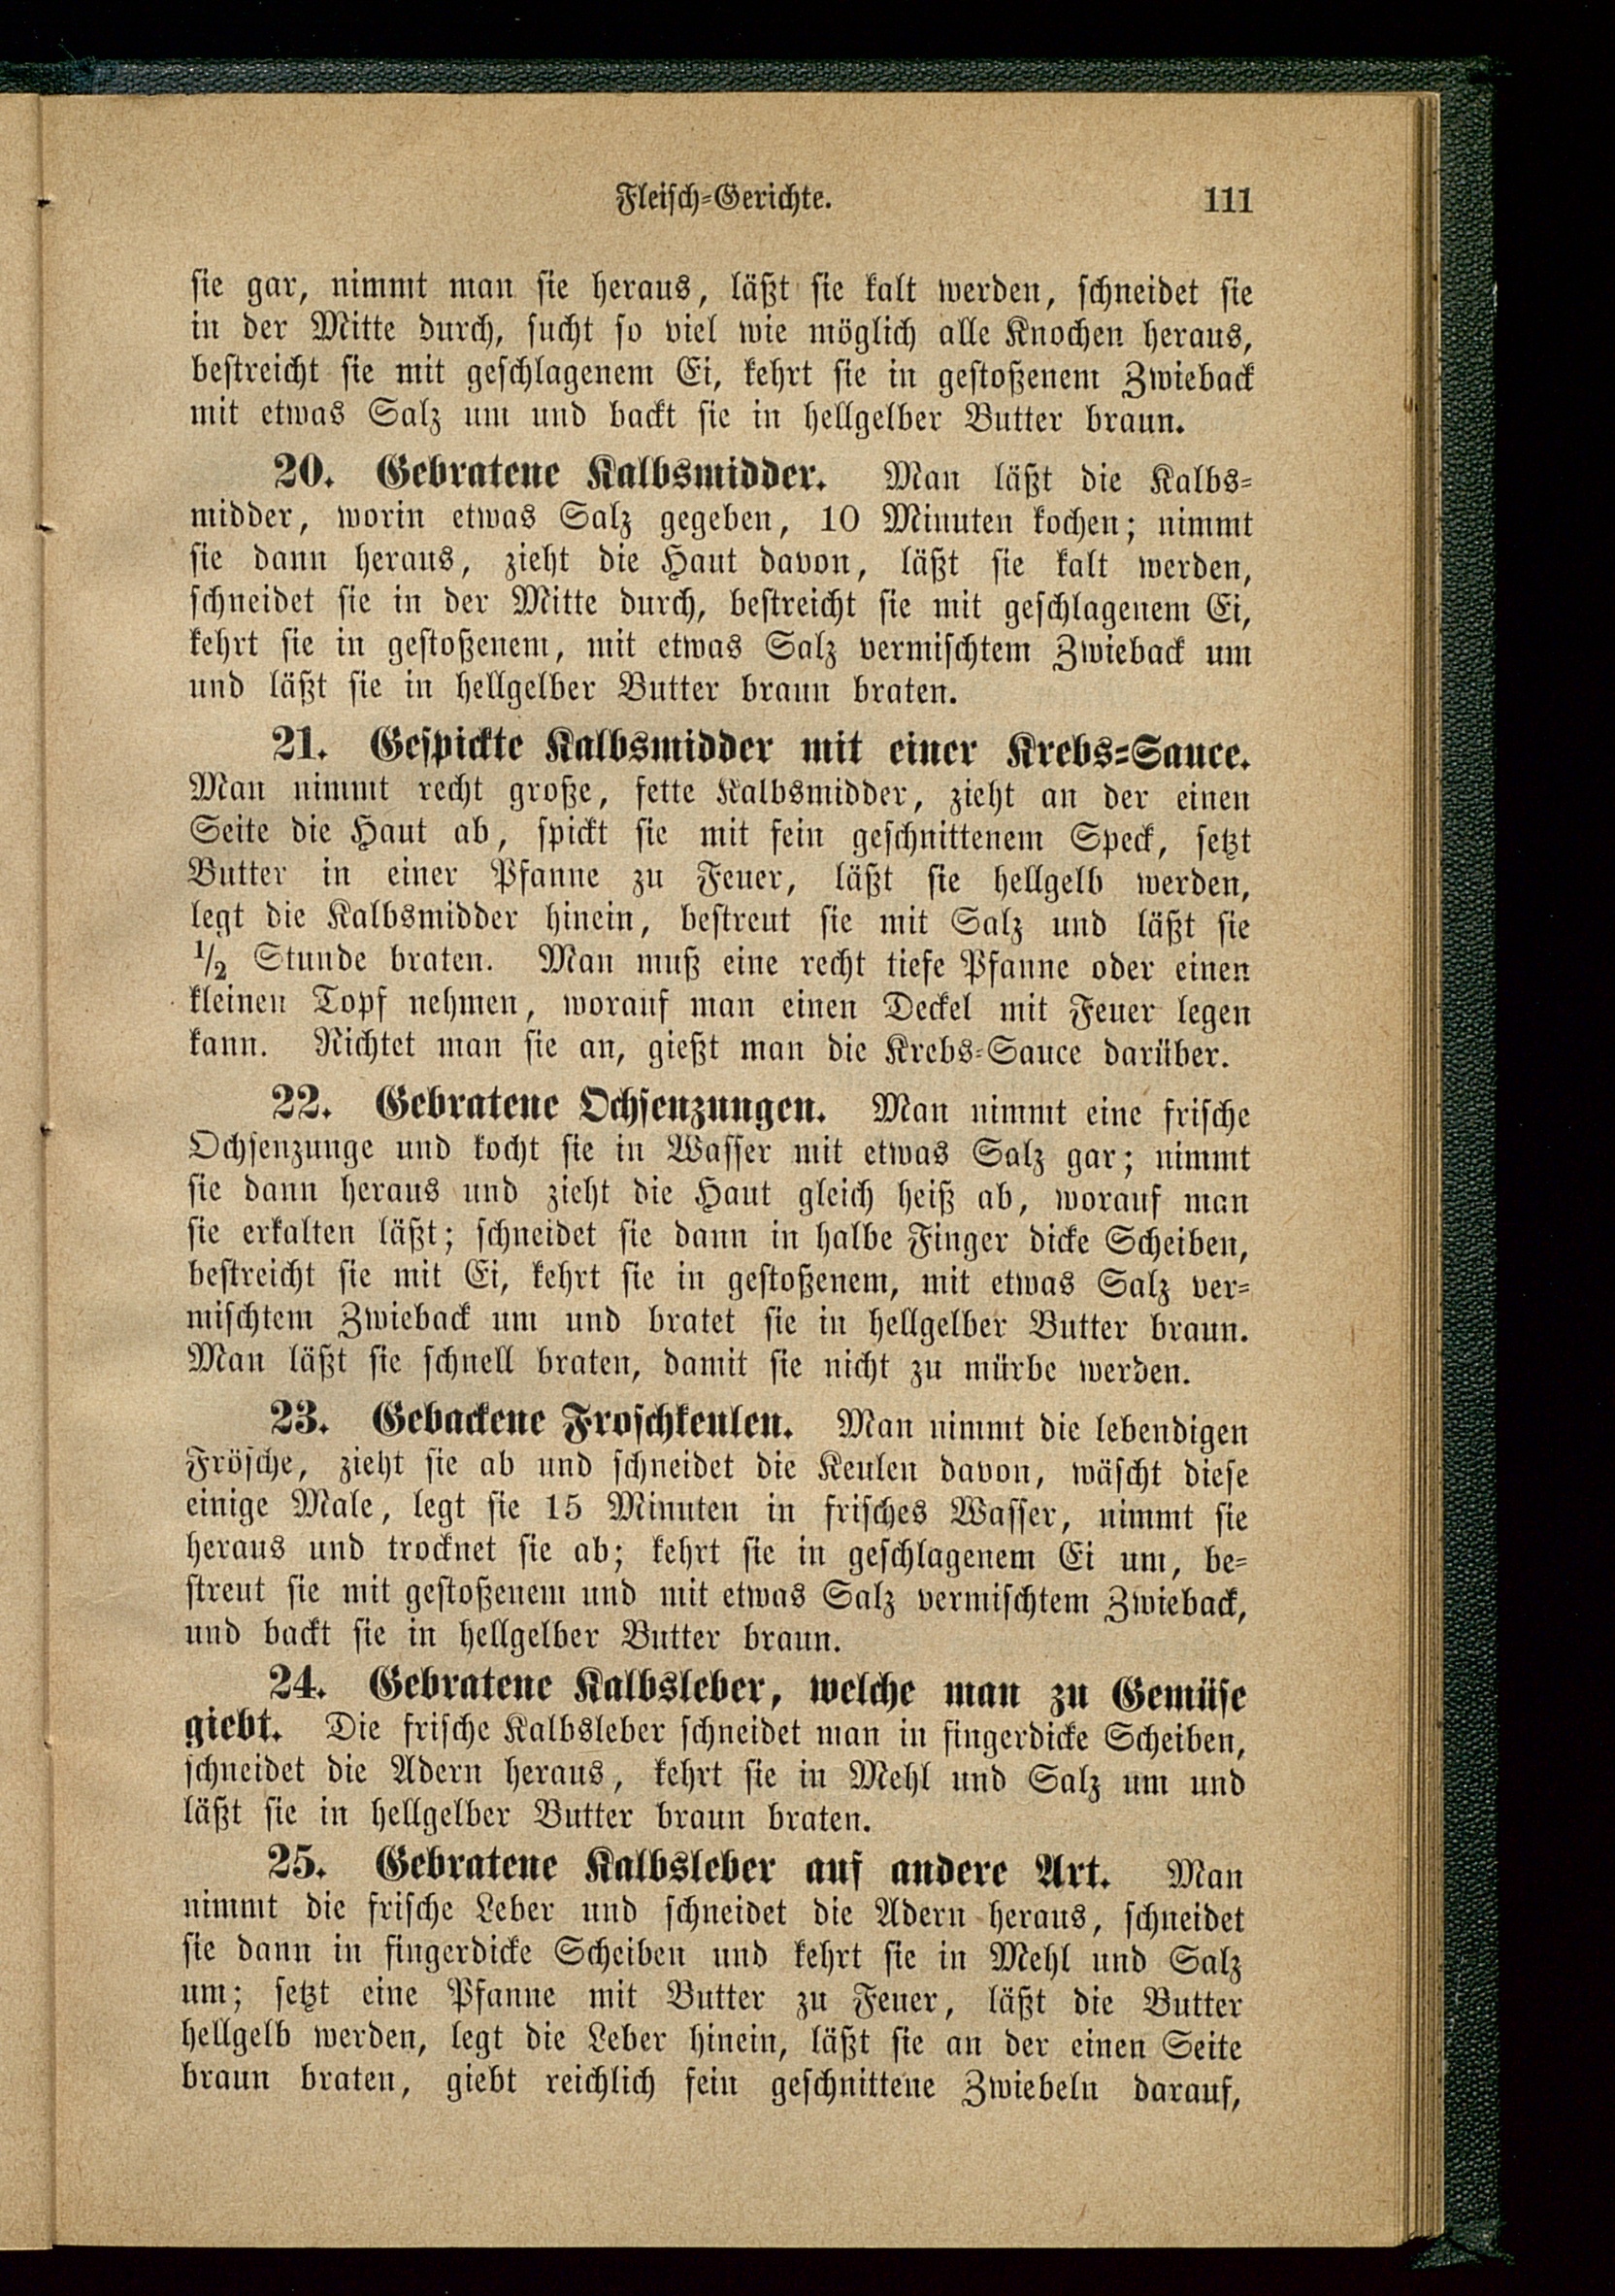 Fleisch-Gerichte. 111
sie gar, nimmt man sie heraus, läßt sie kalt werden, schneidet sie
in der Mitte durch, sucht so viel wie möglich alle Knochen heraus,
bestreicht sie mit geschlagenem Ei, kehrt sie in gestoßenem Zwieback
mit etwas Salz um und backt sie in hellgelber Butter braun.
20. Gebratene Kalbsmidder. Man läßt die Kalbs-
midder, worin etwas Salz gegeben, 10 Minuten kochen; nimmt
sie dann heraus, zieht die Haut davon, läßt sie kalt werden,
schneidet sie in der Mitte durch, bestreicht sie mit geschlagenem Ei,
kehrt sie in gestoßenem, mit etwas Salz vermischtem Zwieback um
und läßt sie in hellgelber Butter braun braten.
21. Gespickte Kalbsmidder mit einer Krebs-Sauce.
Man nimmt recht große, fette Kalbsmidder, zieht an der einen
Seite die Haut ab, spickt sie mit fein geschnittenem Speck, setzt
Butter in einer Pfanne zu Feuer, läßt sie hellgelb werden,
legt die Kalbsmidder hinein, bestreut sie mit Salz und läßt sie
1/2 Stunde braten. Man muß eine recht tiefe Pfanne oder einen
kleinen Topf nehmen, worauf man einen Deckel mit Feuer legen
kann. Richtet man sie an, gießt man die Krebs-Sauce darüber.
22. Gebratene Ochsenzungen. Man nimmt eine frische
Ochsenzunge und kocht sie in Wasser mit etwas Salz gar; nimmt
sie dann heraus und zieht die Haut gleich heiß ab, worauf man
sie erkalten läßt; schneidet sie dann in halbe Finger dicke Scheiben,
bestreicht sie mit Ei, kehrt sie in gestoßenem, mit etwas Salz ver-
mischtem Zwieback um und bratet sie in hellgelber Butter braun.
Man läßt sie schnell braten, damit sie nicht zu mürbe werden.
23. Gebackene Froschkeulen. Man nimmt die lebendigen
Frösche, zieht sie ab und schneidet die Keulen davon, wäscht diese
einige Male, legt sie 15 Minuten in frisches Wasser, nimmt sie
heraus und trocknet sie ab; kehrt sie in geschlagenem Ei um, be-
streut sie mit gestoßenem und mit etwas Salz vermischtem Zwieback,
und backt sie in hellgelber Butter braun.
24. Gebratene Kalbsleber, welche man zu Gemüse
giebt. Die frische Kalbsleber schneidet man in fingerdicke Scheiben,
schneidet die Adern heraus, kehrt sie in Mehl und Salz um und
läßt sie in hellgelber Butter braun braten.
25. Gebratene Kalbsleber auf andere Art. Man
nimmt die frische Leber und schneidet die Adern heraus, schneidet
sie dann in fingerdicke Scheiben und kehrt sie in Mehl und Salz
um; setzt eine Pfanne mit Butter zu Feuer, läßt die Butter
hellgelb werden, legt die Leber hinein, läßt sie an der einen Seite
braun braten, giebt reichlich fein geschnittene Zwiebeln darauf,